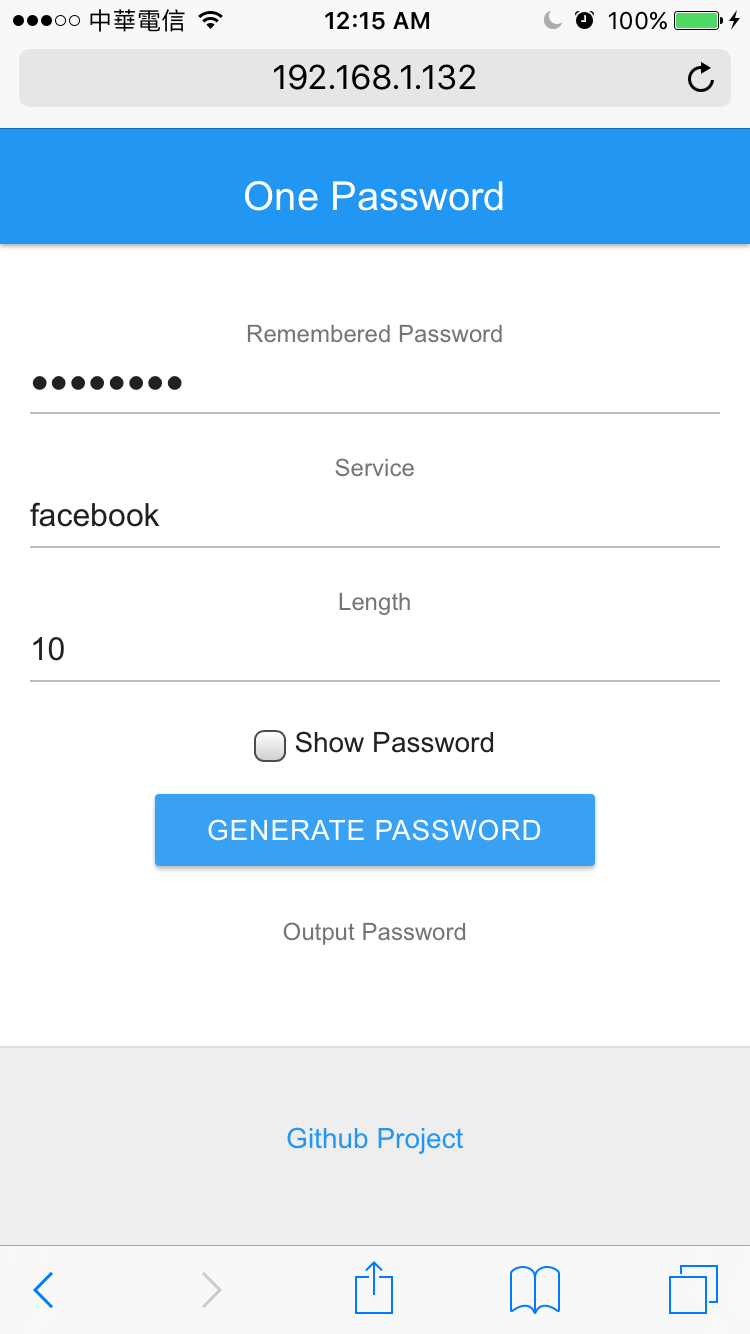 中華電信 12:15 AM 100%
192.168.1.132
One Password
Remembered Password
••••••••
Service
facebook
Length
10
Show Password
GENERATE PASSWORD
Output Password
Github Project